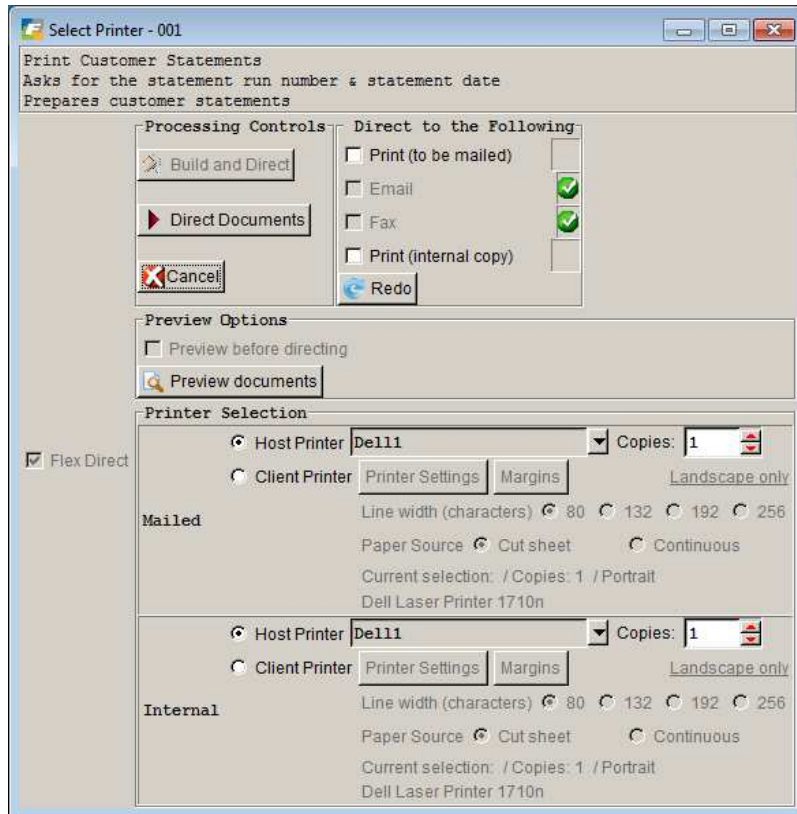 Select Printer - 001
Print Customer Statements
Asks for the statement run number & statement date
Prepares customer statements
Processing Controls
Build and Direct
Direct Documents
Cancel
Direct to the Following
Print (to be mailed)
Email
Fax
Print (internal copy)
Redo
Preview Options
Preview before directing
Preview documents
Flex Direct
Printer Selection
Mailed
Host Printer Dell1 Copies: 1
Client Printer Printer Settings Margins Landscape only
Line width (characters) 80 132 192 256
Paper Source Cut sheet Continuous
Current selection: / Copies: 1 / Portrait
Dell Laser Printer 1710n
Internal
Host Printer Dell1 Copies: 1
Client Printer Printer Settings Margins Landscape only
Line width (characters) 80 132 192 256
Paper Source Cut sheet Continuous
Current selection: / Copies: 1 / Portrait
Dell Laser Printer 1710n